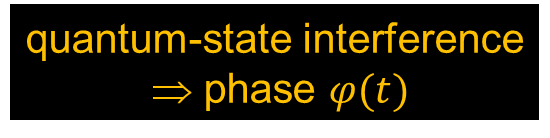 quantum-state interference
⇒ phase φ(t)